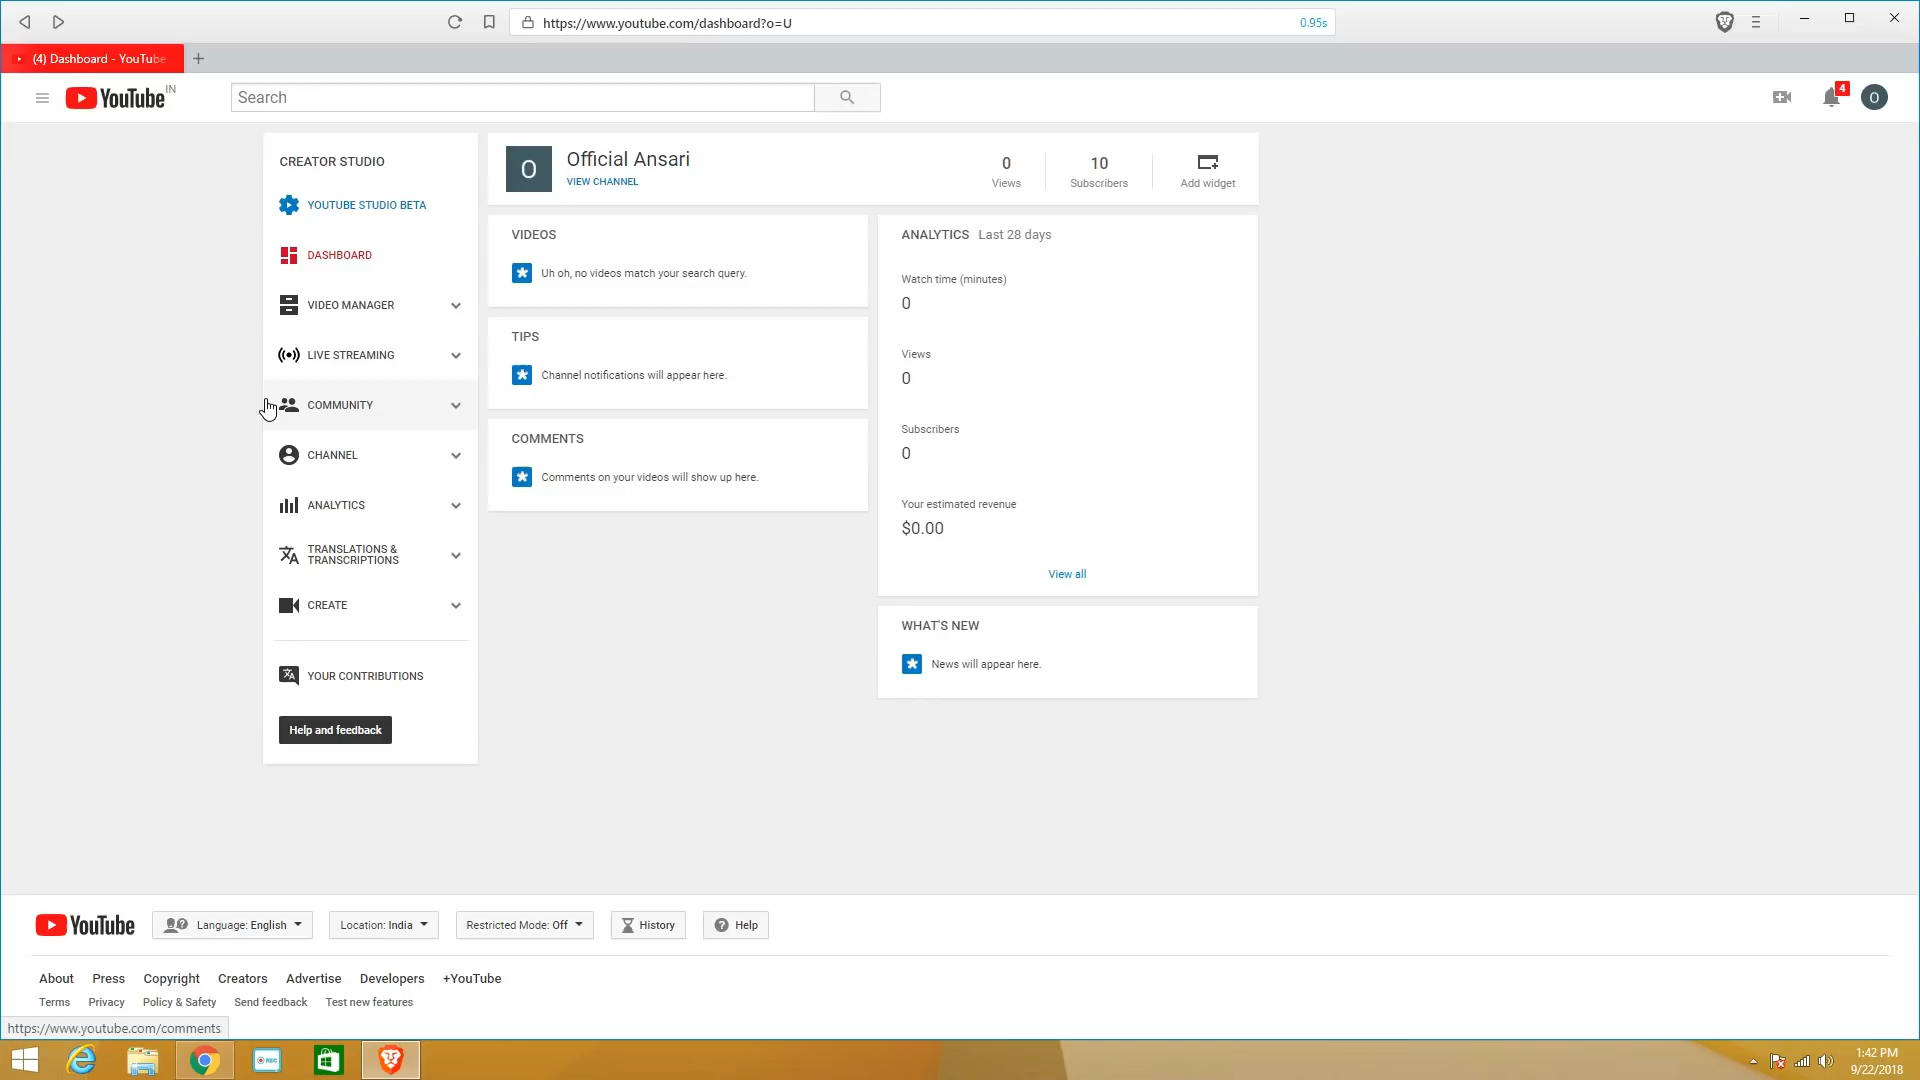 https://www.youtube.com/dashboard?o=U
0.95s
(4) Dashboard - YouTube
YouTube IN
Search
4
O
CREATOR STUDIO
YOUTUBE STUDIO BETA
DASHBOARD
VIDEO MANAGER
LIVE STREAMING
COMMUNITY
CHANNEL
ANALYTICS
TRANSLATIONS &
TRANSCRIPTIONS
CREATE
YOUR CONTRIBUTIONS
Help and feedback
O
Official Ansari
VIEW CHANNEL
0
Views
10
Subscribers
Add widget
VIDEOS
Uh oh, no videos match your search query.
TIPS
Channel notifications will appear here.
COMMENTS
Comments on your videos will show up here.
ANALYTICS Last 28 days
Watch time (minutes)
0
Views
0
Subscribers
0
Your estimated revenue
$0.00
View all
WHAT'S NEW
News will appear here.
YouTube
Language: English
Location: India
Restricted Mode: Off
History
Help
About Press Copyright Creators Advertise Developers +YouTube
Terms Privacy Policy & Safety Send feedback Test new features
https://www.youtube.com/comments
REC
1:42 PM
9/22/2018